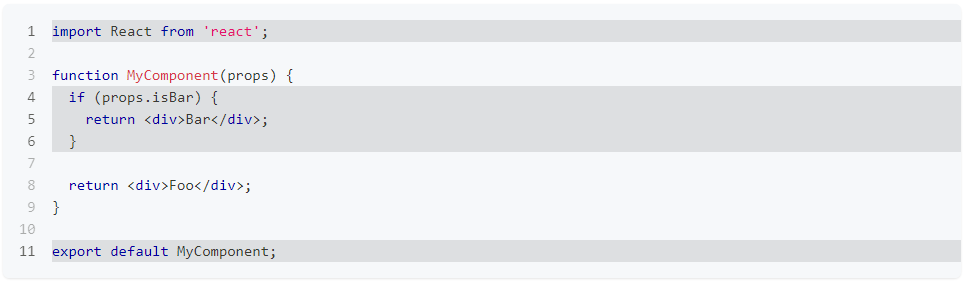 1 import React from 'react';
2
3 function MyComponent(props) {
4   if (props.isBar) {
5     return <div>Bar</div>;
6   }
7
8   return <div>Foo</div>;
9 }
10
11 export default MyComponent;